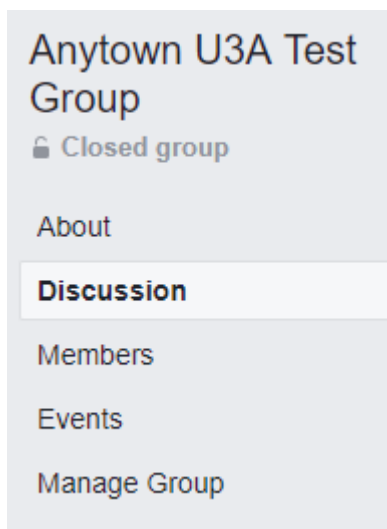 Anytown U3A Test
Group
Closed group
About
Discussion
Members
Events
Manage Group